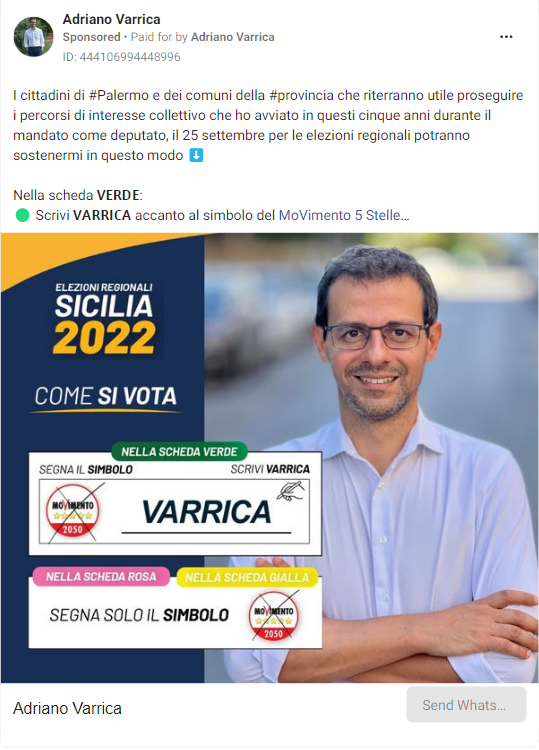 Adriano Varrica
Sponsored • Paid for by Adriano Varrica
ID: 444106994448996
I cittadini di #Palermo e dei comuni della #provincia che riterranno utile proseguire
i percorsi di interesse collettivo che ho avviato in questi cinque anni durante il
mandato come deputato, il 25 settembre per le elezioni regionali potranno
sostenermi in questo modo ⬇️
Nella scheda VERDE:
🟢 Scrivi VARRICA accanto al simbolo del MoVimento 5 Stelle...
ELEZIONI REGIONALI
SICILIA
2022
COME SI VOTA
NELLA SCHEDA VERDE
SEGNA IL SIMBOLO SCRIVI VARRICA
MOVIMENTO
2050
VARRICA
NELLA SCHEDA ROSA NELLA SCHEDA GIALLA
SEGNA SOLO IL SIMBOLO
MOVIMENTO
2050
Adriano Varrica
Send Whats...